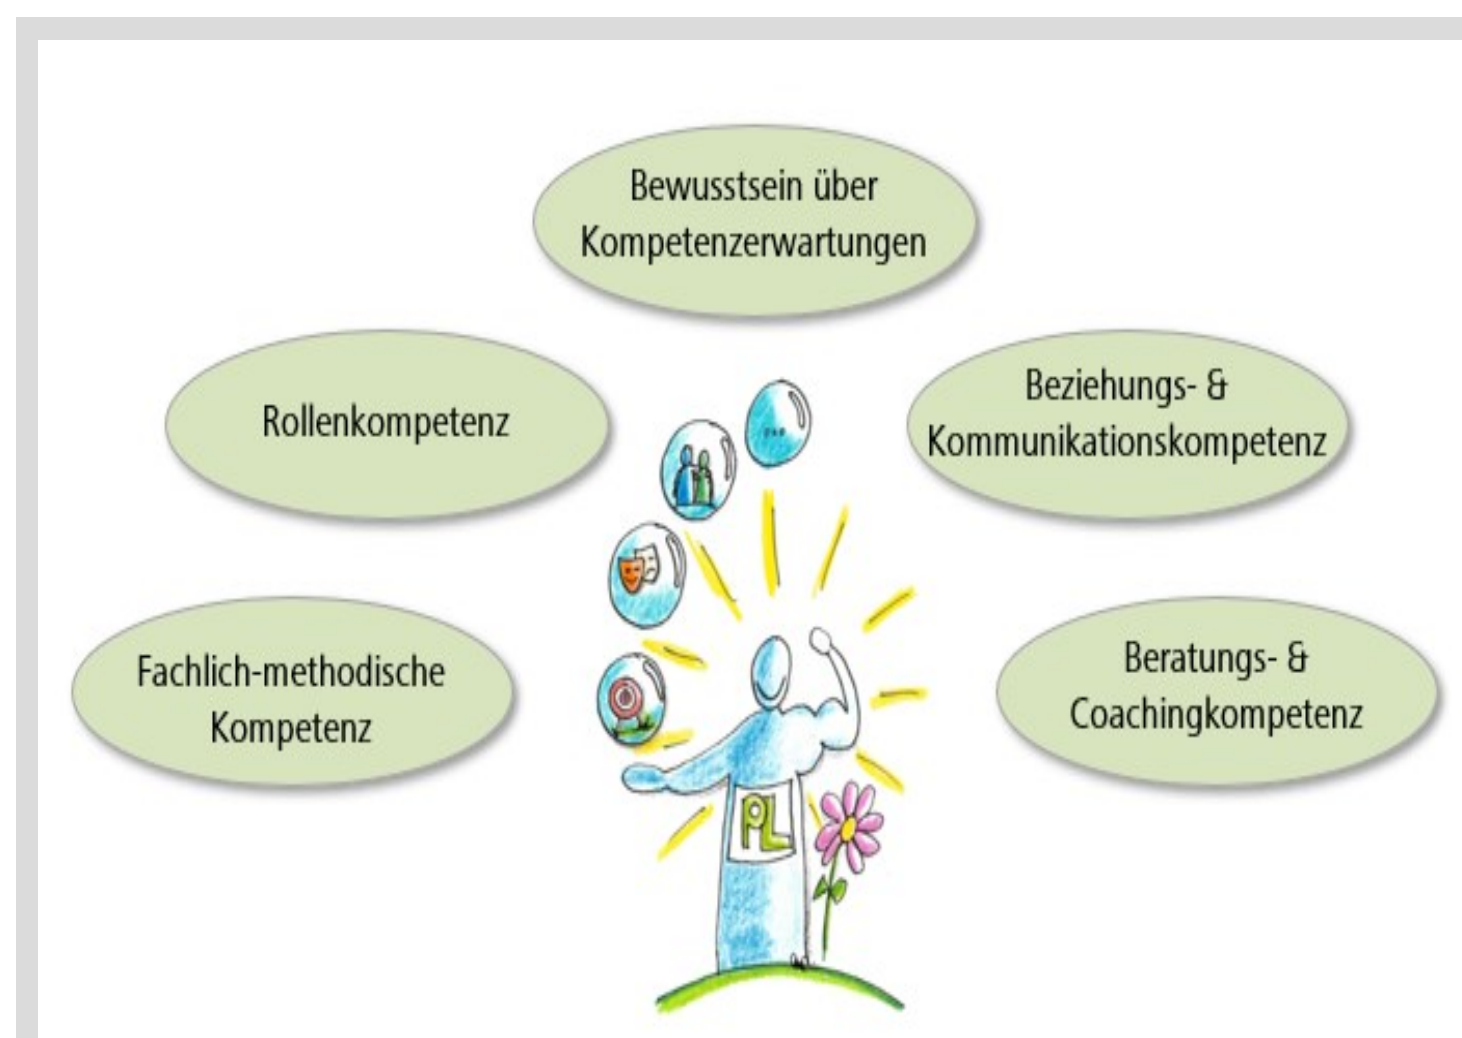 Bewusstsein über
Kompetenzerwartungen
Rollenkompetenz
Beziehungs- &
Kommunikationskompetenz
Fachlich-methodische
Kompetenz
Beratungs- &
Coachingkompetenz
...
PL